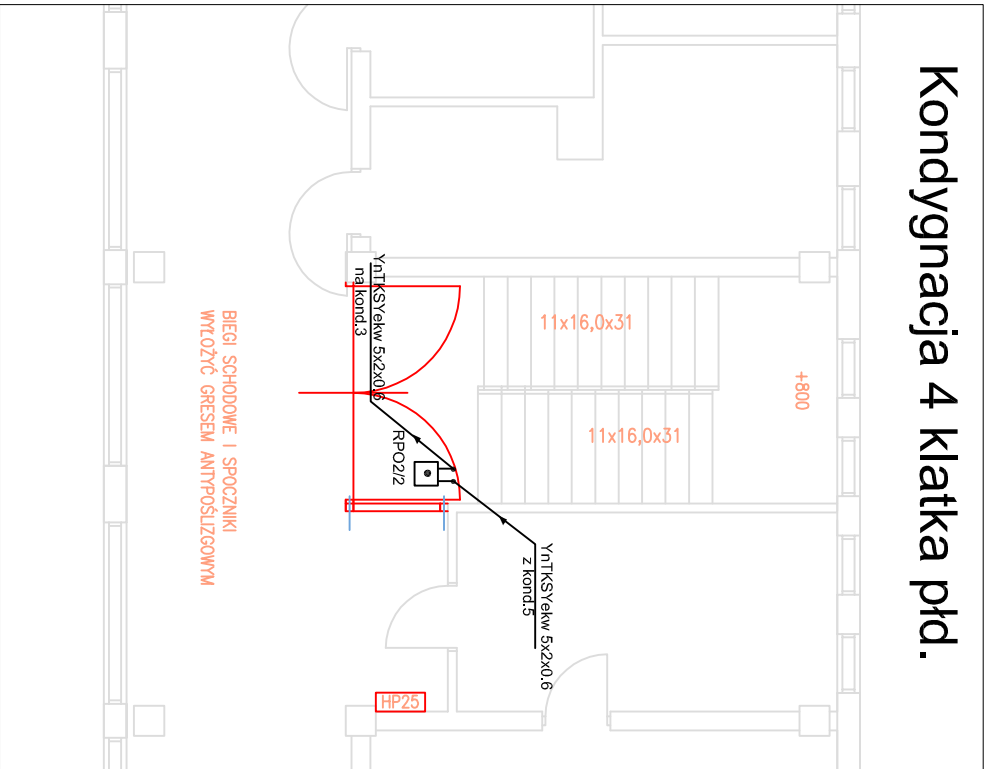 Kondygnacja 4 klatka płd.
+800
11x16,0x31
11x16,0x31
YnTKSYekw 5x2x0.6
na kond.3
RPO2/2
YnTKSYekw 5x2x0.6
z kond.5
HP25
BIEGI SCHODOWE I SPOCZNIKI
WYŁOŻYĆ GRESEM ANTYPOŚLIZGOWYM